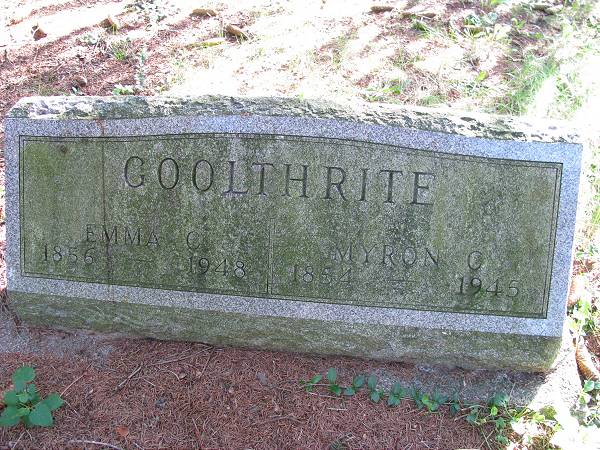 GOOLTHRITE
EMMA C. MYRON C.
1856 — 1948 1854 — 1945